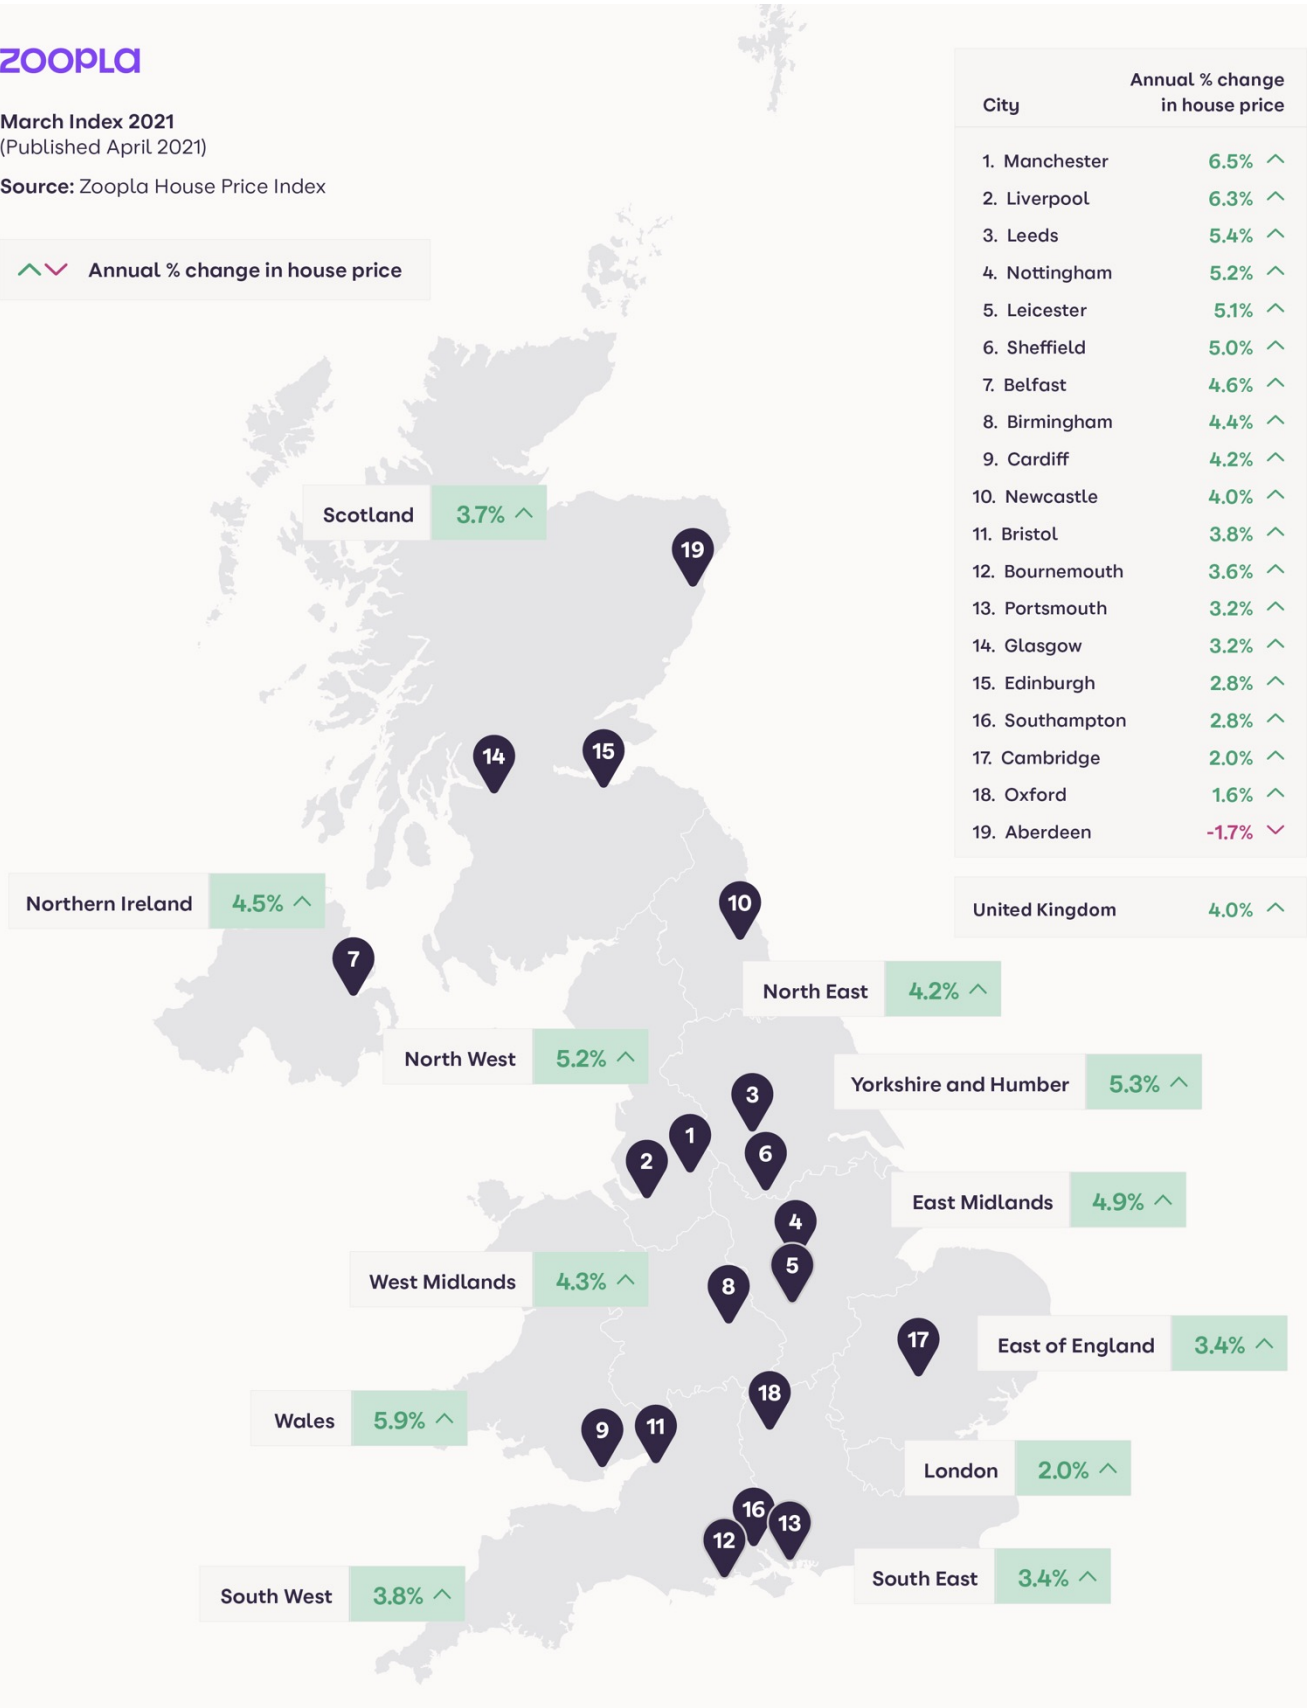 zoopla
March Index 2021
(Published April 2021)
Source: Zoopla House Price Index
Annual % change in house price
City Annual % change
in house price
1. Manchester 6.5%
2. Liverpool 6.3%
3. Leeds 5.4%
4. Nottingham 5.2%
5. Leicester 5.1%
6. Sheffield 5.0%
7. Belfast 4.6%
8. Birmingham 4.4%
9. Cardiff 4.2%
10. Newcastle 4.0%
11. Bristol 3.8%
12. Bournemouth 3.6%
13. Portsmouth 3.2%
14. Glasgow 3.2%
15. Edinburgh 2.8%
16. Southampton 2.8%
17. Cambridge 2.0%
18. Oxford 1.6%
19. Aberdeen -1.7%
United Kingdom 4.0%
Scotland 3.7%
19
14
15
Northern Ireland 4.5%
10
7
North East 4.2%
North West 5.2%
Yorkshire and Humber 5.3%
3
1
6
2
East Midlands 4.9%
4
5
West Midlands 4.3%
8
17
East of England 3.4%
18
Wales 5.9%
9
11
London 2.0%
16
13
12
South East 3.4%
South West 3.8%